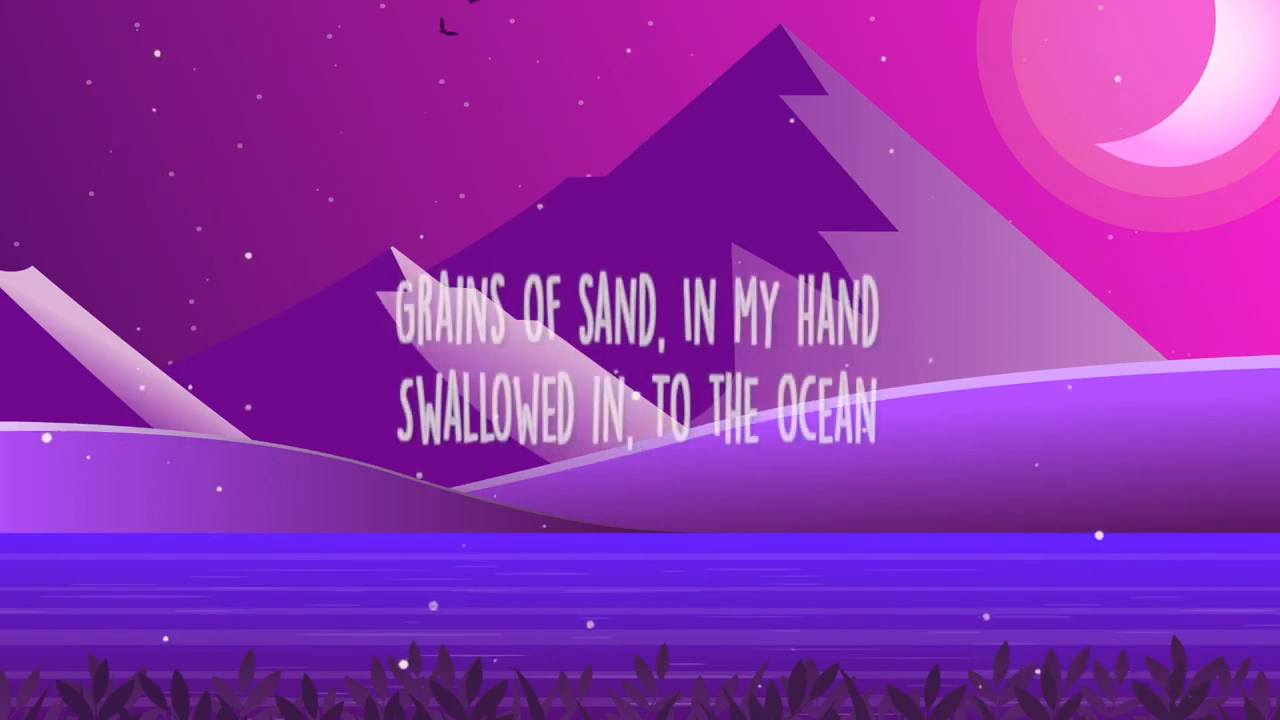 GRAINS OF SAND, IN MY HAND
SWALLOWED IN, TO THE OCEAN